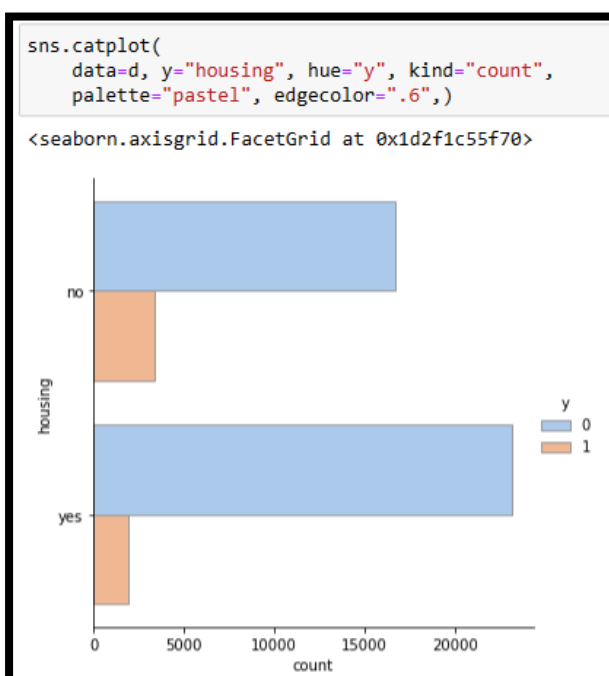 sns.catplot(
data=d, y="housing", hue="y", kind="count",
palette="pastel", edgecolor=".6",)
<seaborn.axisgrid.FacetGrid at 0x1d2f1c55f70>
no
housing
yes
y
0
1
0 5000 10000 15000 20000
count